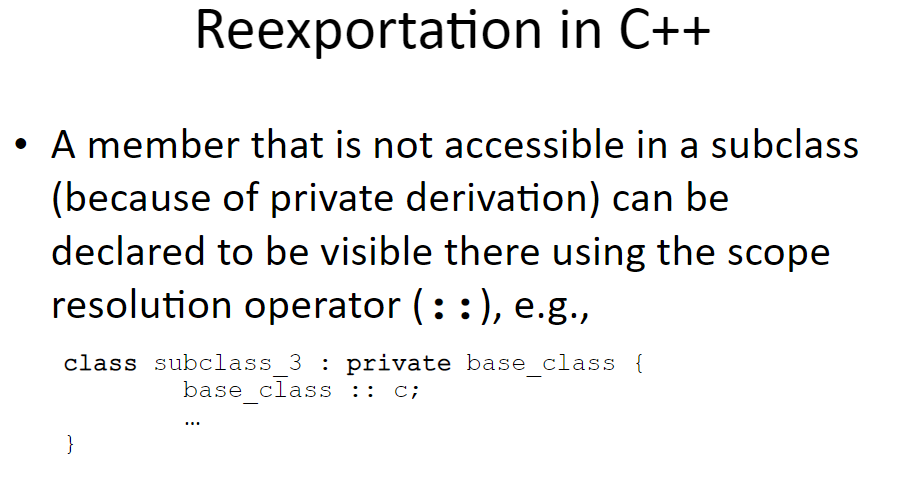 Reexportation in C++
• A member that is not accessible in a subclass
(because of private derivation) can be
declared to be visible there using the scope
resolution operator (::), e.g.,
class subclass_3 : private base_class {
base_class :: c;
…
}